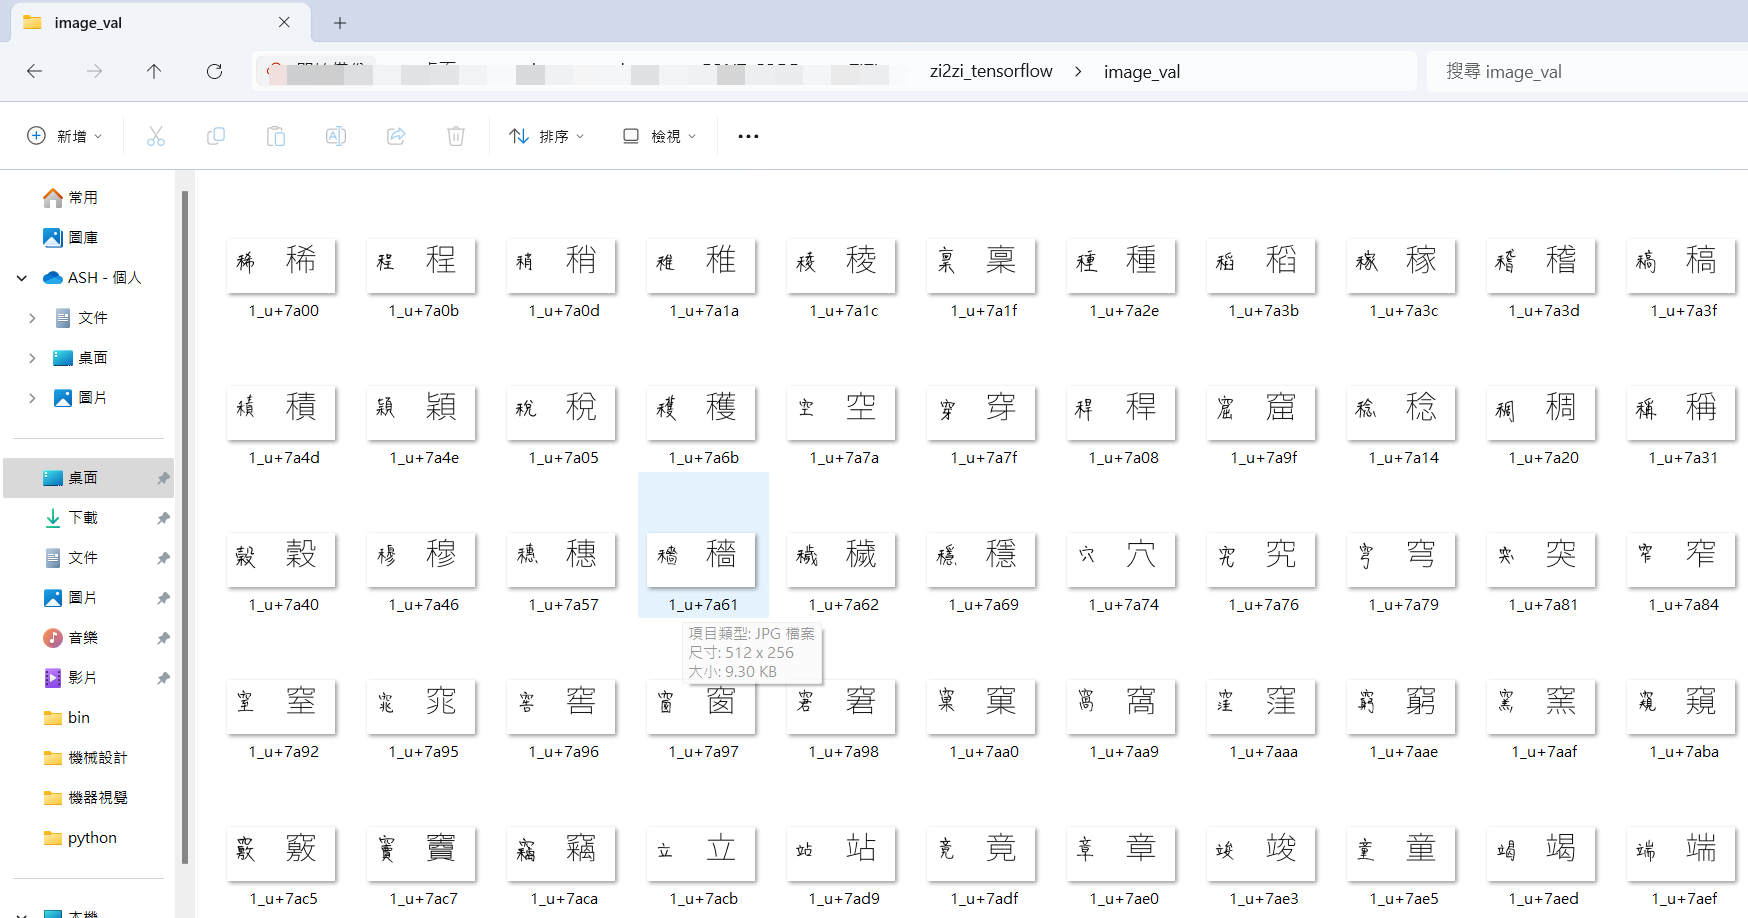 image_val
zi2zi_tensorflow > image_val
搜尋 image_val
新增
排序
檢視
常用
圖庫
ASH - 個人
文件
桌面
圖片
桌面
下載
文件
圖片
音樂
影片
bin
機械設計
機器視覺
python
本機
稀 稀 程 程 稍 稍 稚 稚 稜 稜 稟 稟 種 種 稻 稻 稼 稼 稽 稽 稿 稿
1_u+7a00 1_u+7a0b 1_u+7a0d 1_u+7a1a 1_u+7a1c 1_u+7a1f 1_u+7a2e 1_u+7a3b 1_u+7a3c 1_u+7a3d 1_u+7a3f
積 積 穎 穎 稅 稅 穫 穫 空 空 穿 穿 稈 稈 窟 窟 稔 稔 稠 稠 稱 稱
1_u+7a4d 1_u+7a4e 1_u+7a05 1_u+7a6b 1_u+7a7a 1_u+7a7f 1_u+7a08 1_u+7a9f 1_u+7a14 1_u+7a20 1_u+7a31
穀 穀 穆 穆 穗 穗 穡 穡 穢 穢 穩 穩 穴 穴 究 究 穹 穹 突 突 窄 窄
1_u+7a40 1_u+7a46 1_u+7a57 1_u+7a61 1_u+7a62 1_u+7a69 1_u+7a74 1_u+7a76 1_u+7a79 1_u+7a81 1_u+7a84
項目類型: JPG 檔案
尺寸: 512 x 256
大小: 9.30 KB
窒 窒 窕 窕 窖 窖 窗 窗 窘 窘 窠 窠 窩 窩 窪 窪 窮 窮 窯 窯 窺 窺
1_u+7a92 1_u+7a95 1_u+7a96 1_u+7a97 1_u+7a98 1_u+7aa0 1_u+7aa9 1_u+7aaa 1_u+7aae 1_u+7aaf 1_u+7aba
竅 竅 竇 竇 竊 竊 立 立 站 站 竟 竟 章 章 竣 竣 童 童 竭 竭 端 端
1_u+7ac5 1_u+7ac7 1_u+7aca 1_u+7acb 1_u+7ad9 1_u+7adf 1_u+7ae0 1_u+7ae3 1_u+7ae5 1_u+7aed 1_u+7aef